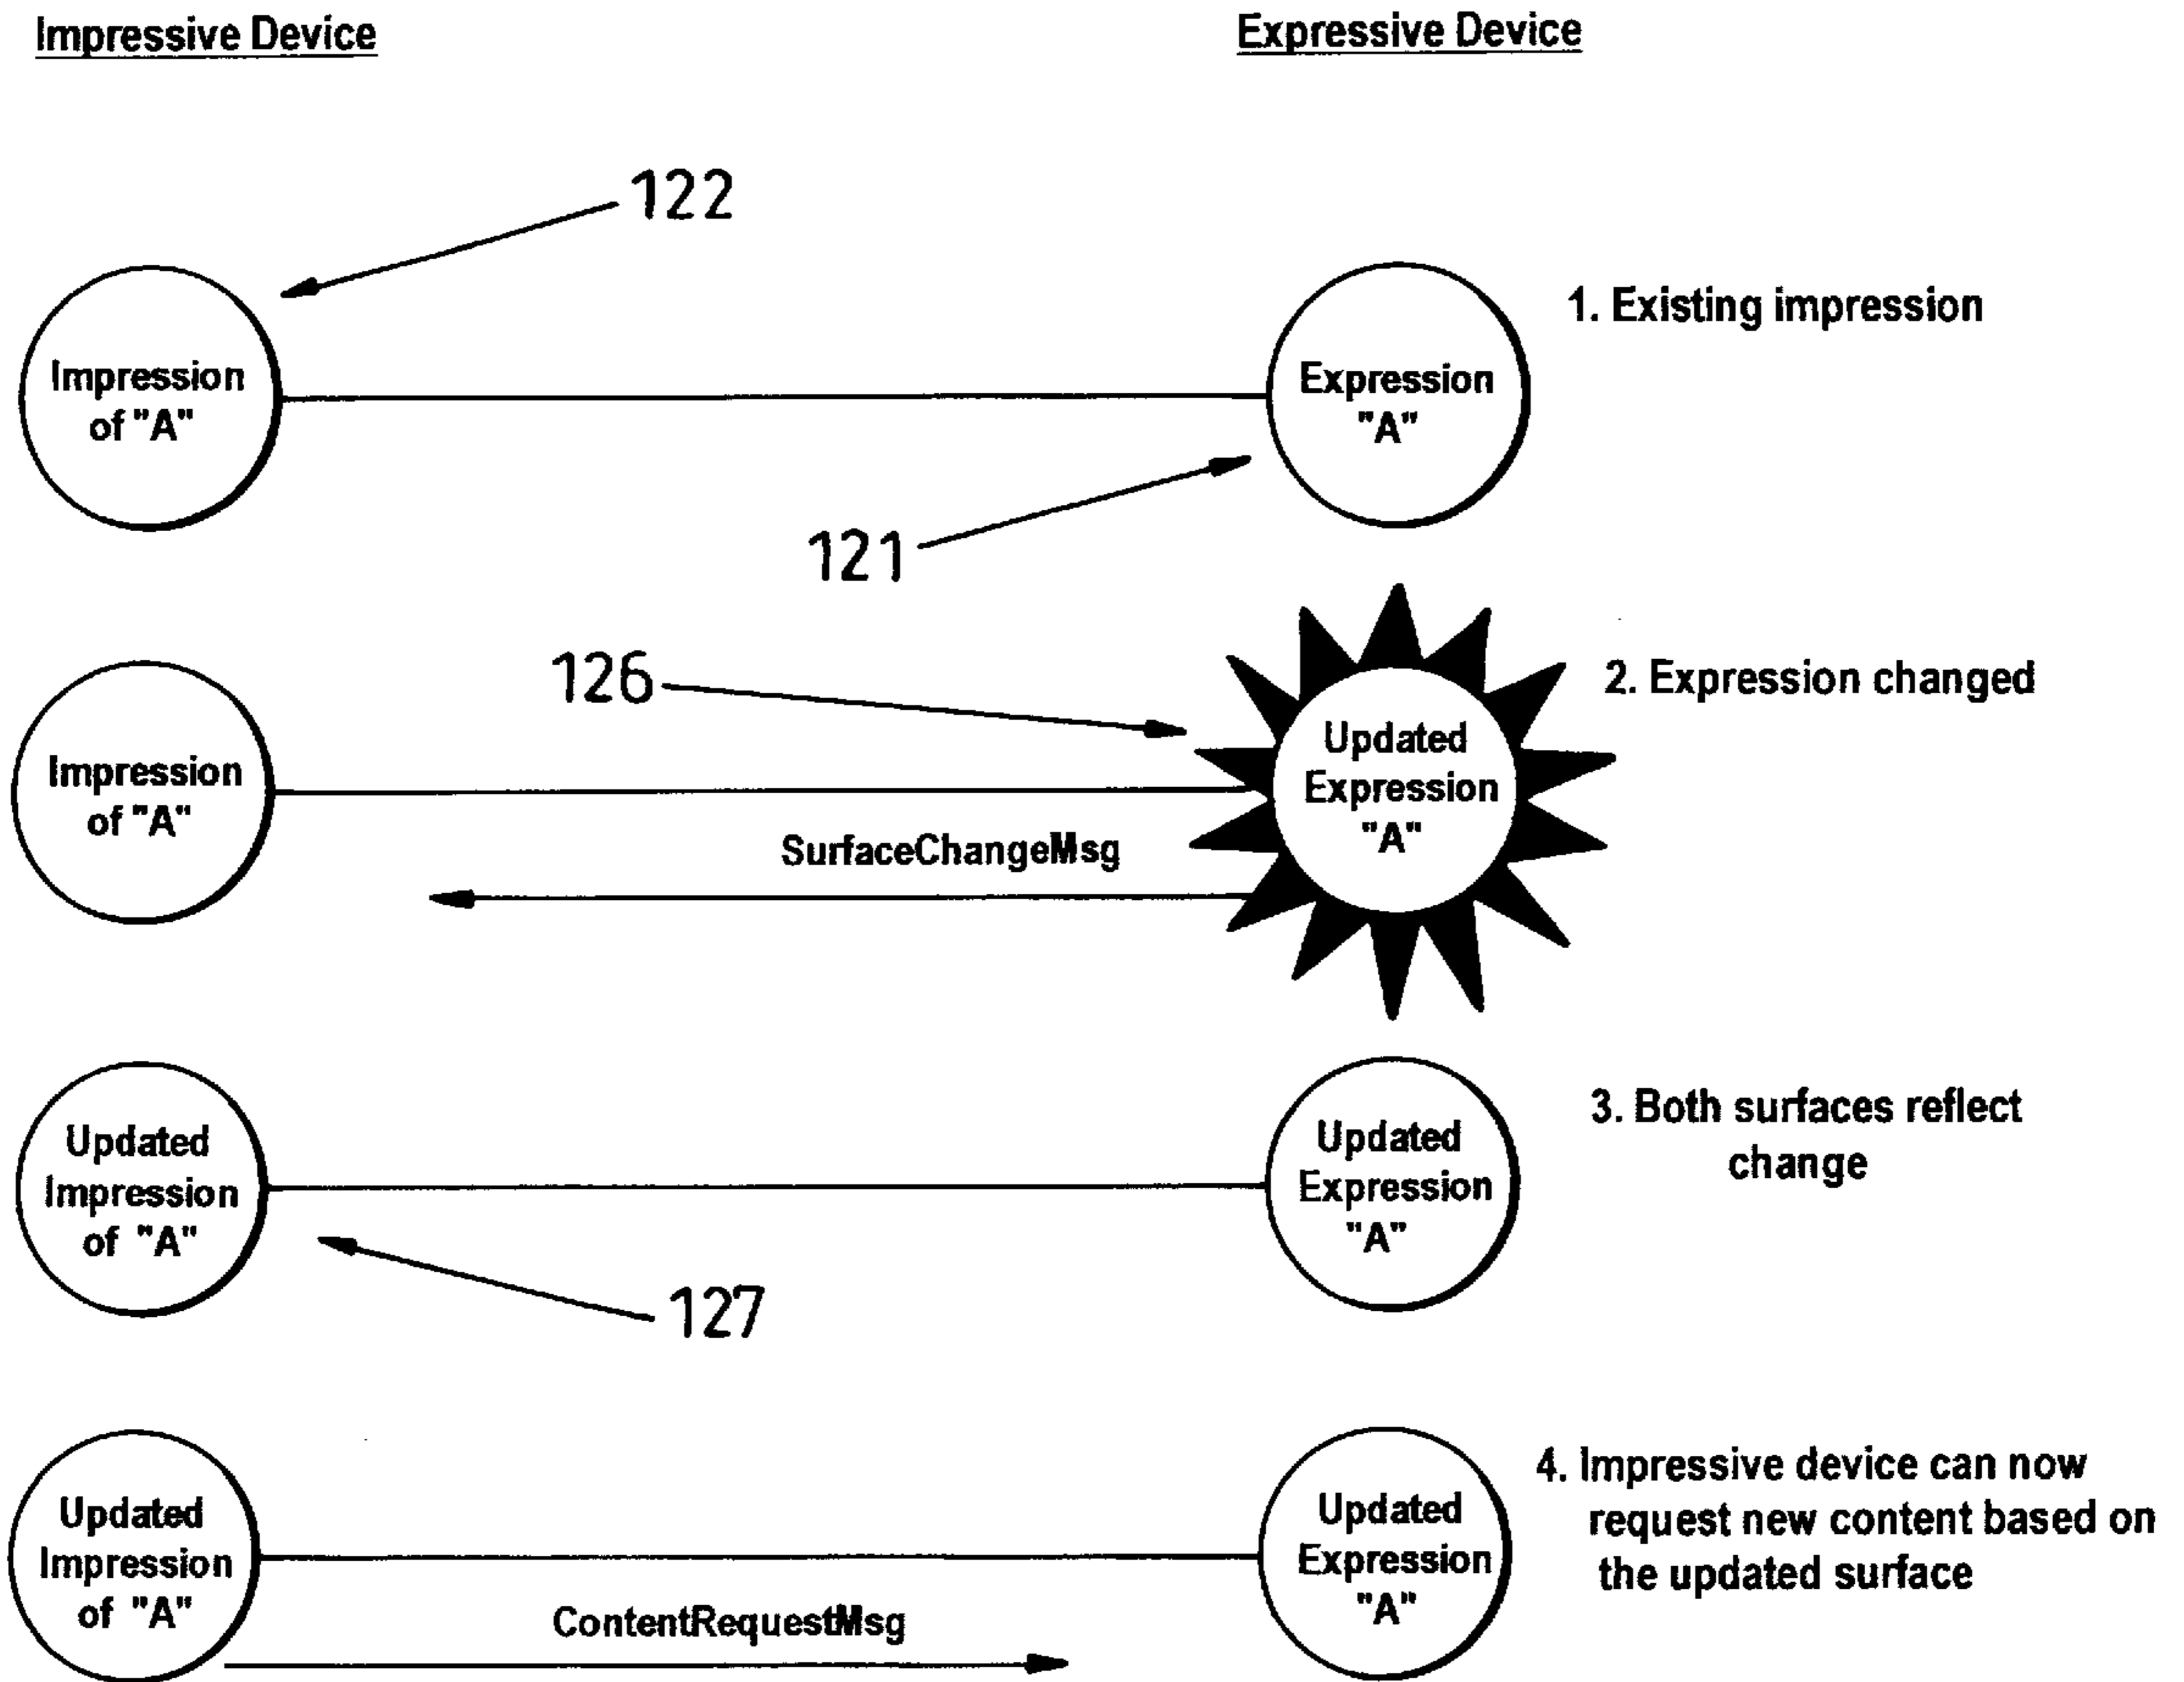 Impressive Device
Expressive Device
122
Impression
of "A"
Expression
"A"
1. Existing impression
121
126
Impression
of "A"
Updated
Expression
"A"
2. Expression changed
SurfaceChangeMsg
Updated
Impression
of "A"
Updated
Expression
"A"
3. Both surfaces reflect
change
127
Updated
Impression
of "A"
Updated
Expression
"A"
4. Impressive device can now
request new content based on
the updated surface
ContentRequestMsg